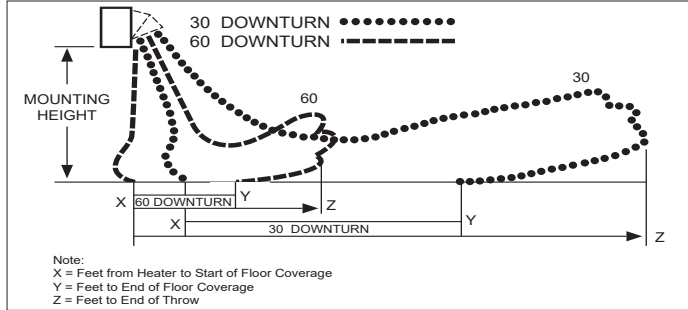 30 DOWNTURN
60 DOWNTURN
MOUNTING
HEIGHT
60
30
X
60 DOWNTURN
Y
Z
X
30 DOWNTURN
Y
Z
Note:
X = Feet from Heater to Start of Floor Coverage
Y = Feet to End of Floor Coverage
Z = Feet to End of Throw